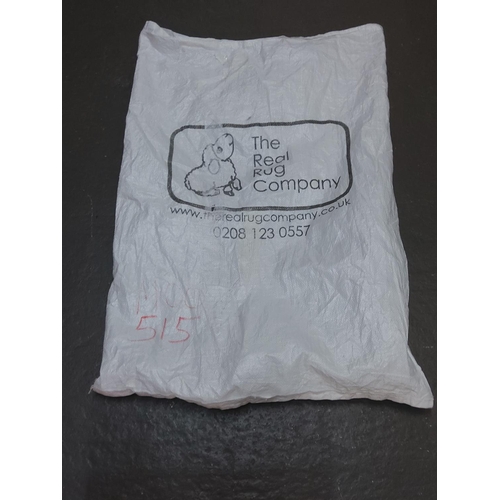 The
Real
Rug
Company
www.therealrugcompany.co.uk
0208 123 0557
515